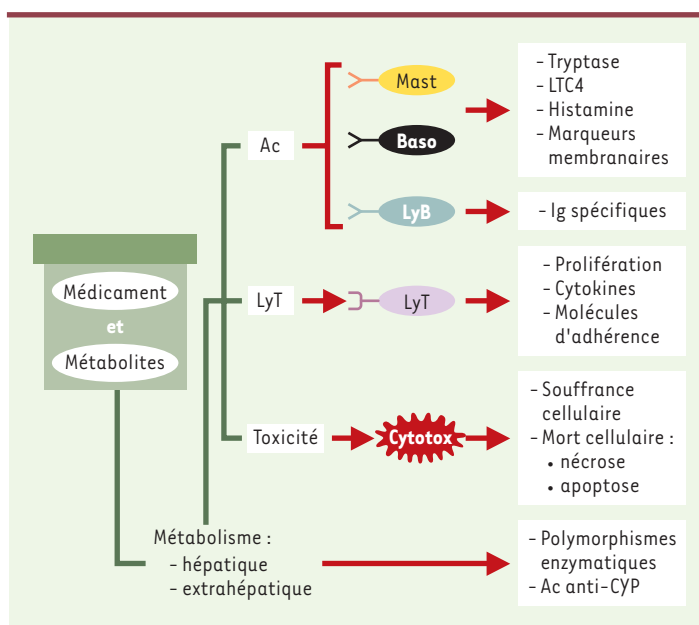 Médicament
et
Métabolites
Ac
Mast
Baso
LyB
- Tryptase
- LTC4
- Histamine
- Marqueurs
membranaires
- Ig spécifiques
LyT
LyT
- Prolifération
- Cytokines
- Molécules
d'adhérence
Toxicité
Cytotox
- Souffrance
cellulaire
- Mort cellulaire :
• nécrose
• apoptose
Métabolisme :
- hépatique
- extrahépatique
- Polymorphismes
enzymatiques
- Ac anti-CYP